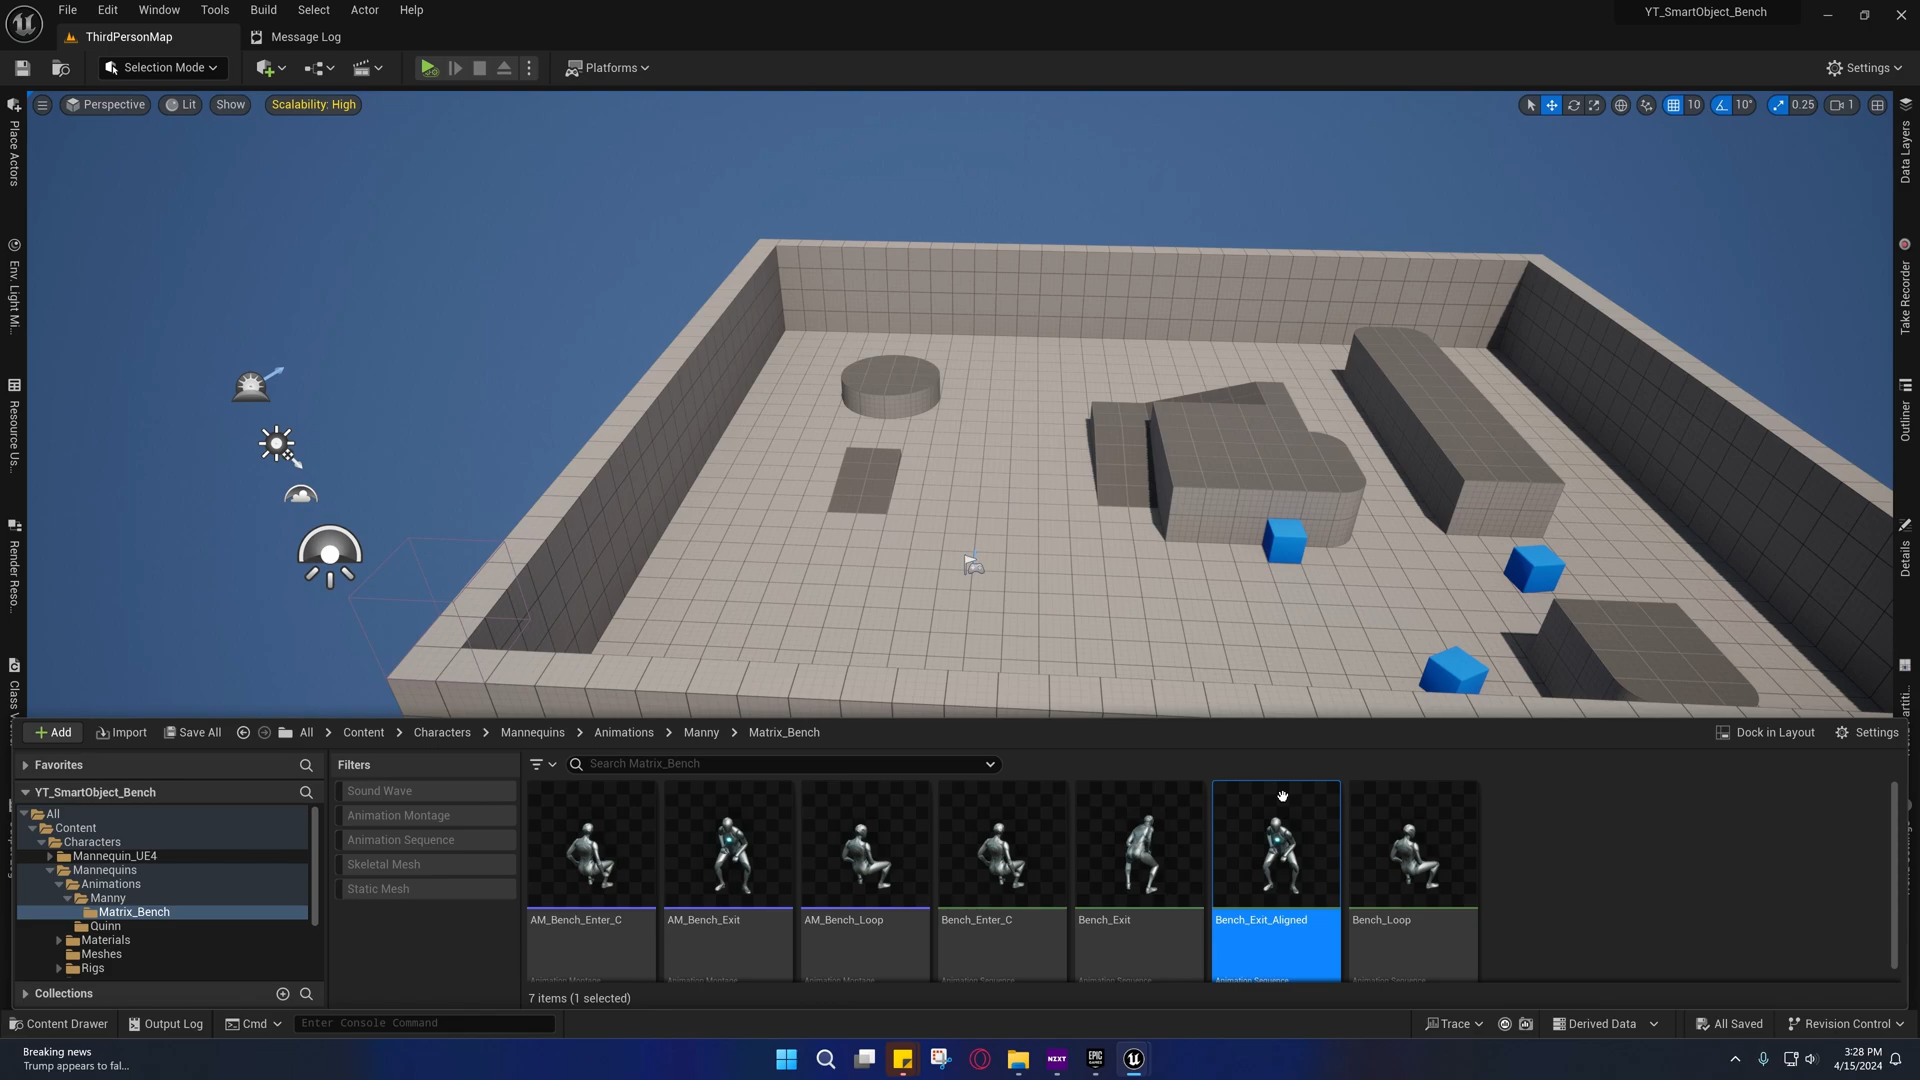 File Edit Window Tools Build Select Actor Help
YT_SmartObject_Bench
ThirdPersonMap
Message Log
Selection Mode
Platforms
Settings
Perspective
Lit
Show
Scalability: High
10
10°
0.25
1
Place Actors
Env. Light Mi...
Resource Us...
Render Reso...
Data Layers
Take Recorder
Outliner
Details
Add
Import
Save All
All
Content
Characters
Mannequins
Animations
Manny
Matrix_Bench
Dock in Layout
Settings
Favorites
YT_SmartObject_Bench
All
Content
Characters
Mannequin_UE4
Mannequins
Animations
Manny
Matrix_Bench
Quinn
Materials
Meshes
Rigs
Collections
Filters
Sound Wave
Animation Montage
Animation Sequence
Skeletal Mesh
Static Mesh
Search Matrix_Bench
AM_Bench_Enter_C
Animation Montage
AM_Bench_Exit
Animation Montage
AM_Bench_Loop
Animation Montage
Bench_Enter_C
Animation Sequence
Bench_Exit
Animation Sequence
Bench_Exit_Aligned
Animation Sequence
Bench_Loop
Animation Sequence
7 items (1 selected)
Content Drawer
Output Log
Cmd
Enter Console Command
Trace
Derived Data
All Saved
Revision Control
Breaking news
Trump appears to fal...
NZXT
EPIC GAMES
3:28 PM
4/15/2024